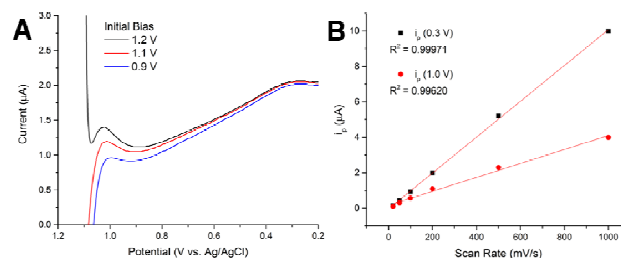 A
Initial Bias
1.2 V
1.1 V
0.9 V
Current (µA)
3.0
2.5
2.0
1.5
1.0
0.5
0.0
1.2
1.0
0.8
0.6
0.4
0.2
Potential (V vs. Ag/AgCl)
B
iₚ (0.3 V)
R² = 0.99971
iₚ (1.0 V)
R² = 0.99620
iₚ (µA)
10
8
6
4
2
0
0
200
400
600
800
1000
Scan Rate (mV/s)